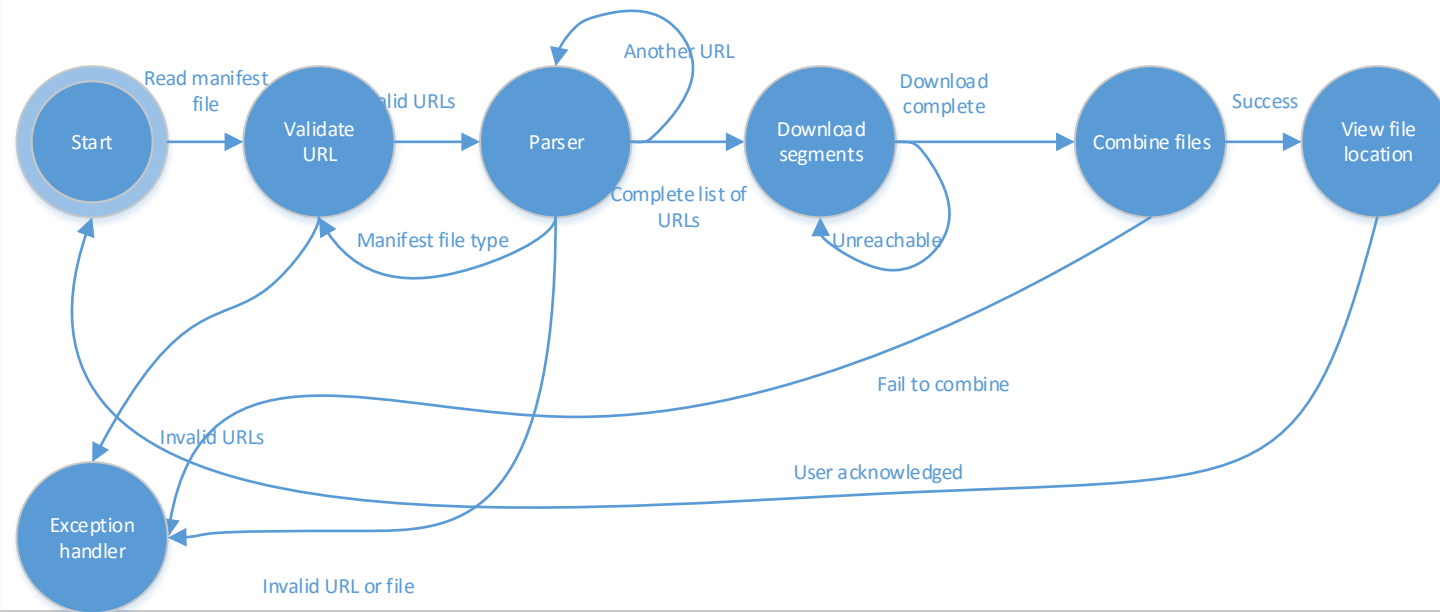 Another URL
Read manifest
file
alid URLs
Download
complete
Success
Start
Validate
URL
Parser
Download
segments
Combine files
View file
location
Complete list of
URLs
Manifest file type
Unreachable
Fail to combine
Invalid URLs
User acknowledged
Exception
handler
Invalid URL or file